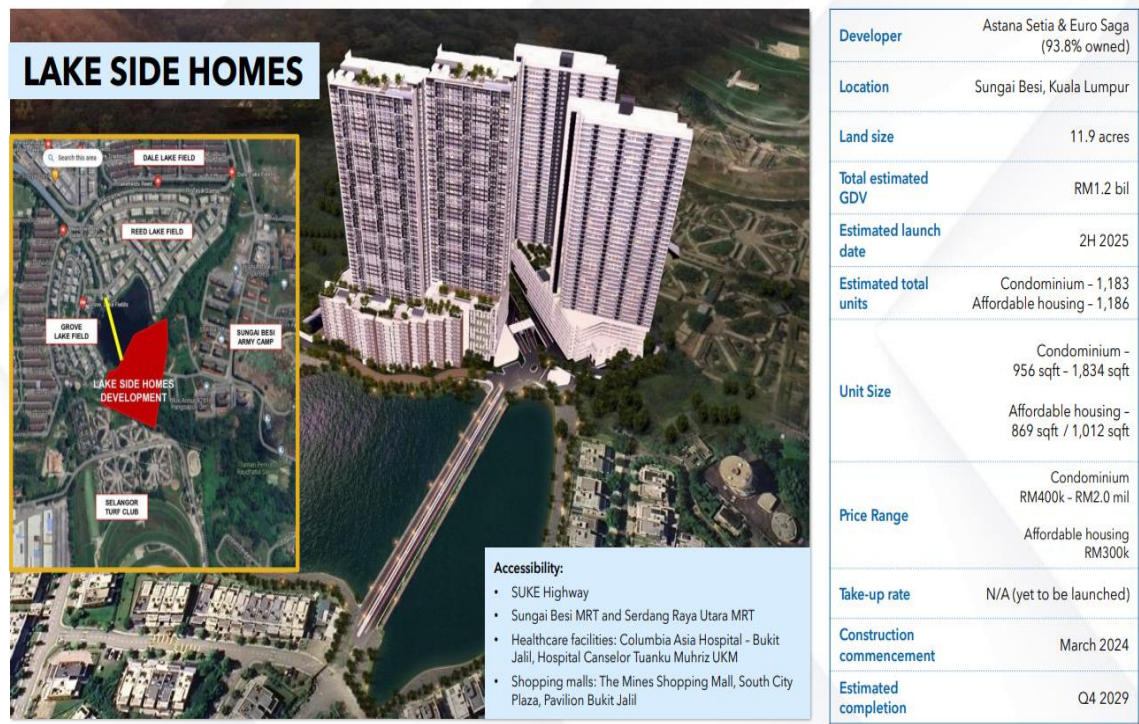 LAKE SIDE HOMES
Search this area
DALE LAKE FIELD
REED LAKE FIELD
GROVE
LAKE FIELD
SUNGAI BESI
ARMY CAMP
LAKE SIDE HOMES
DEVELOPMENT
SELANGOR
TURF CLUB
Accessibility:
• SUKE Highway
• Sungai Besi MRT and Serdang Raya Utara MRT
• Healthcare facilities: Columbia Asia Hospital – Bukit
Jalil, Hospital Canselor Tuanku Muhriz UKM
• Shopping malls: The Mines Shopping Mall, South City
Plaza, Pavilion Bukit Jalil
Developer
Astana Setia & Euro Saga
(93.8% owned)
Location
Sungai Besi, Kuala Lumpur
Land size
11.9 acres
Total estimated
GDV
RM1.2 bil
Estimated launch
date
2H 2025
Estimated total
units
Condominium – 1,183
Affordable housing – 1,186
Unit Size
Condominium –
956 sqft – 1,834 sqft
Affordable housing –
869 sqft / 1,012 sqft
Price Range
Condominium
RM400k – RM2.0 mil
Affordable housing
RM300k
Take-up rate
N/A (yet to be launched)
Construction
commencement
March 2024
Estimated
completion
Q4 2029